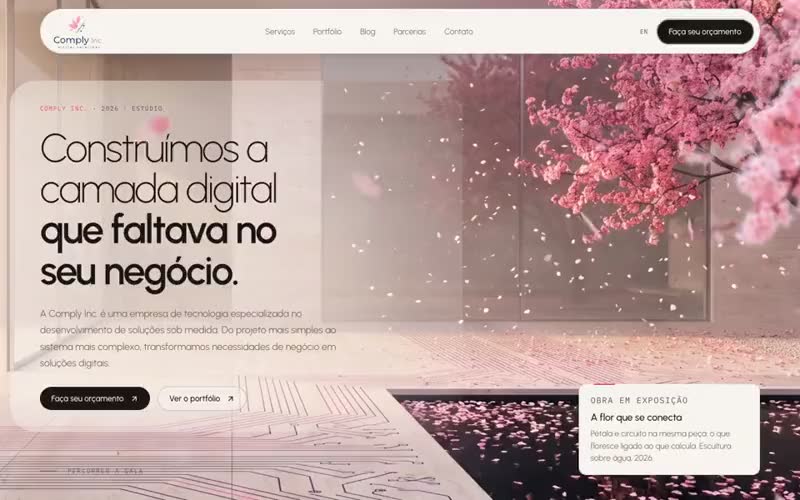 Comply Inc.
Serviços
Portfólio
Blog
Parcerias
Contato
EN
Faça seu orçamento
COMPLY INC. · 2026 | ESTÚDIO
Construímos a
camada digital
que faltava no
seu negócio.
A Comply Inc. é uma empresa de tecnologia especializada no
desenvolvimento de soluções sob medida. Do projeto mais simples ao
sistema mais complexo, transformamos necessidades de negócio em
soluções digitais.
Faça seu orçamento ↗
Ver o portfólio ↗
OBRA EM EXPOSIÇÃO
A flor que se conecta
Pétala e circuito na mesma peça: o que
floresce ligado ao que calcula. Escultura
sobre água, 2026.
PERCORRER A SALA